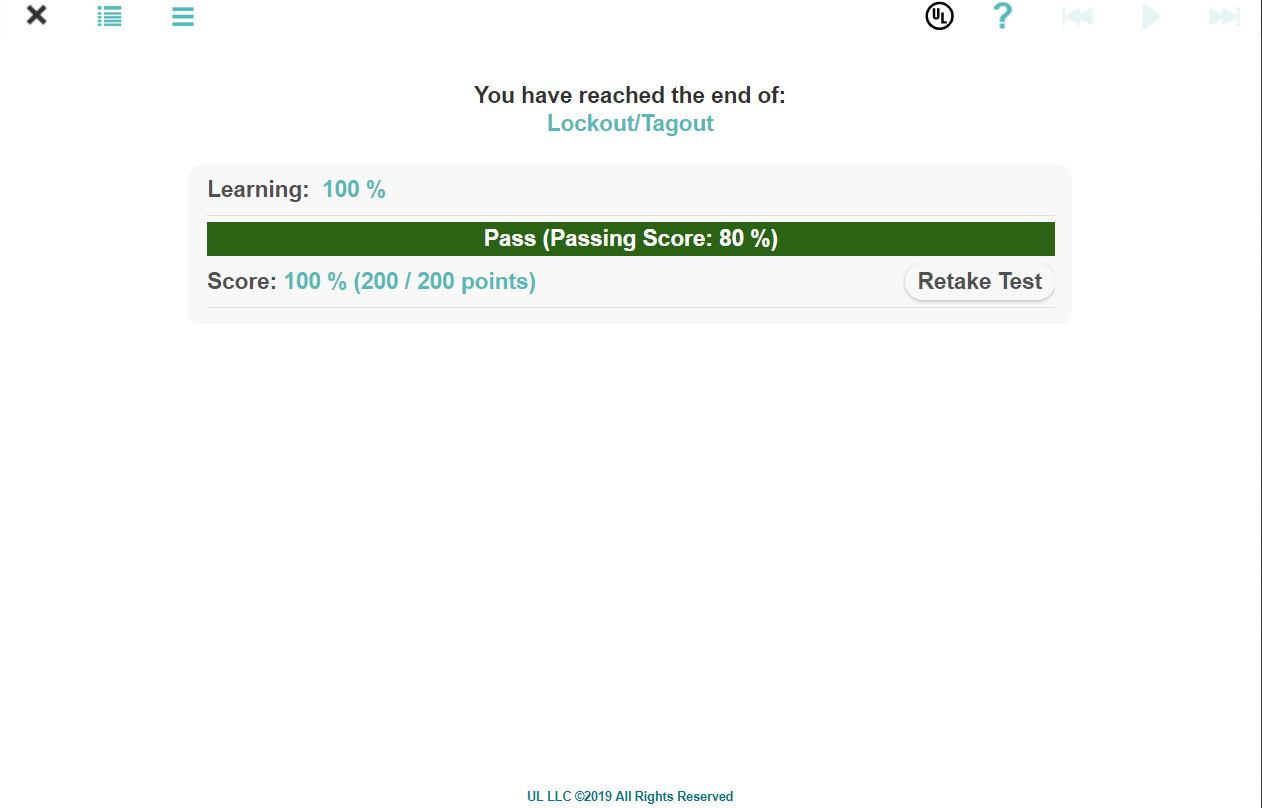 UL ?
You have reached the end of:
Lockout/Tagout
Learning: 100 %
Pass (Passing Score: 80 %)
Score: 100 % (200 / 200 points) Retake Test
UL LLC ©2019 All Rights Reserved